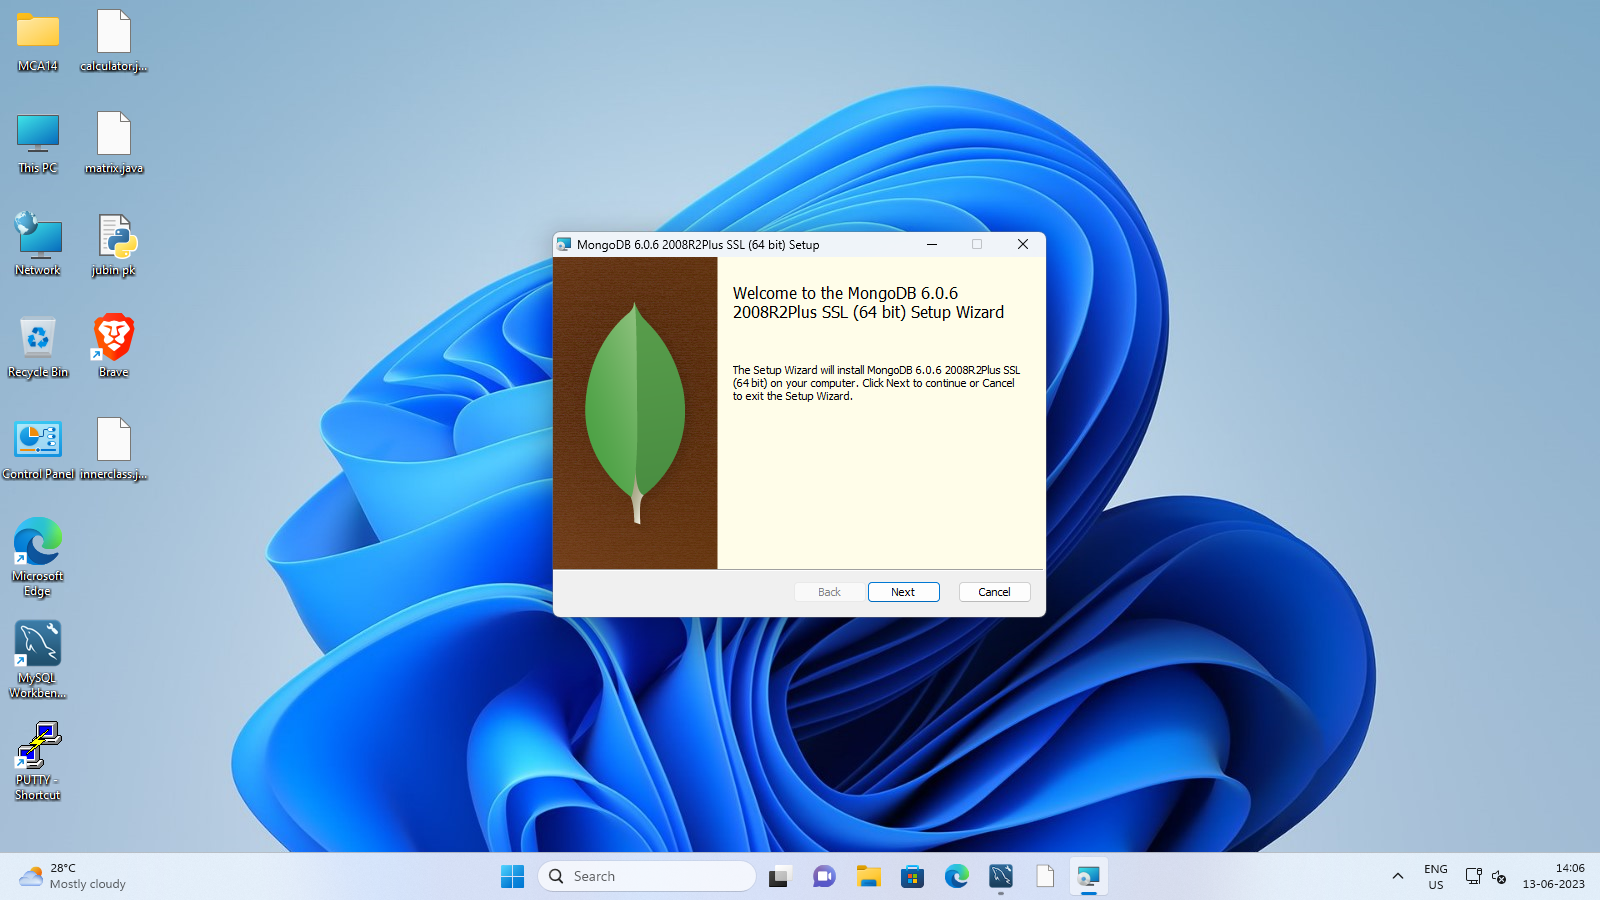 MCA14
calculator.j...
This PC
matrix.java
Network
jubin pk
Recycle Bin
Brave
Control Panel
innerclass.j...
Microsoft
Edge
MySQL
Workben...
PUTTY -
Shortcut
MongoDB 6.0.6 2008R2Plus SSL (64 bit) Setup
Welcome to the MongoDB 6.0.6
2008R2Plus SSL (64 bit) Setup Wizard
The Setup Wizard will install MongoDB 6.0.6 2008R2Plus SSL
(64 bit) on your computer. Click Next to continue or Cancel
to exit the Setup Wizard.
Back
Next
Cancel
28°C
Mostly cloudy
Search
ENG
US
14:06
13-06-2023